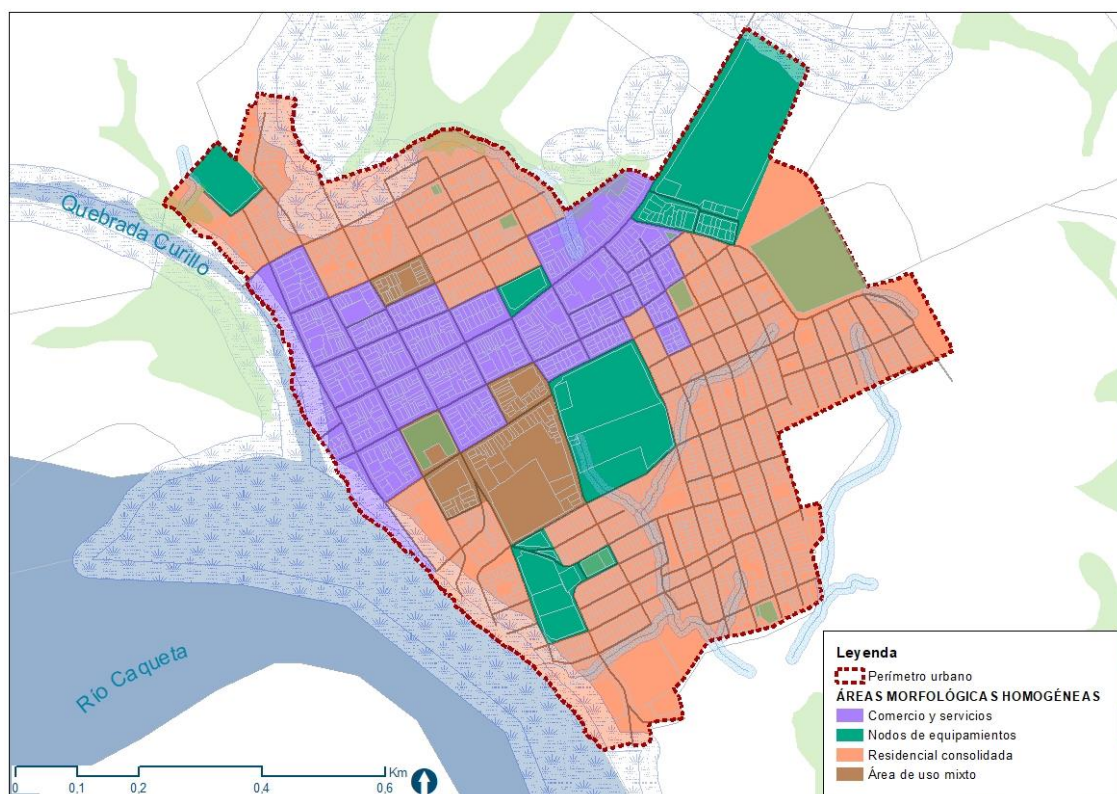 Quebrada Curillo
Río Caqueta
0 0,1 0,2 0,4 0,6
Km
Leyenda
Perímetro urbano
ÁREAS MORFOLÓGICAS HOMOGÉNEAS
Comercio y servicios
Nodos de equipamientos
Residencial consolidada
Área de uso mixto